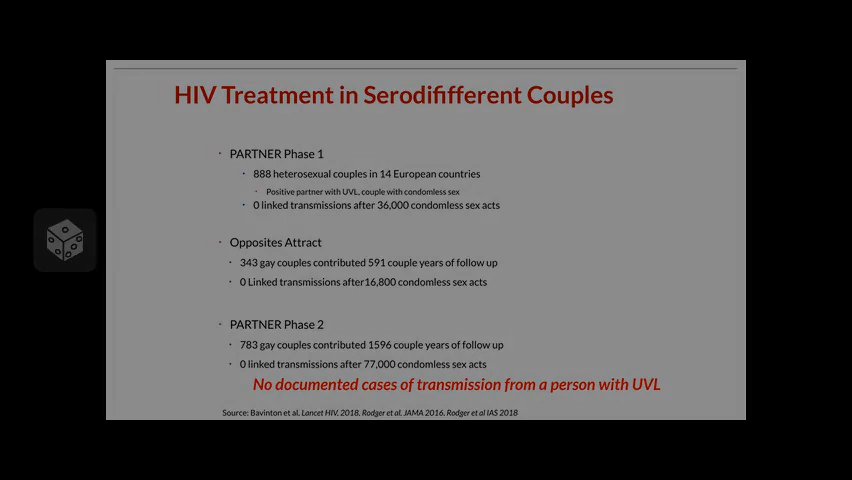 HIV Treatment in Serodifferent Couples
PARTNER Phase 1
888 heterosexual couples in 14 European countries
Positive partner with UVL, couple with condomless sex
0 linked transmissions after 36,000 condomless sex acts
Opposites Attract
343 gay couples contributed 591 couple years of follow up
0 Linked transmissions after16,800 condomless sex acts
PARTNER Phase 2
783 gay couples contributed 1596 couple years of follow up
0 linked transmissions after 77,000 condomless sex acts
No documented cases of transmission from a person with UVL
Source: Bavinton et al. Lancet HIV. 2018. Rodger et al. JAMA 2016. Rodger et al IAS 2018